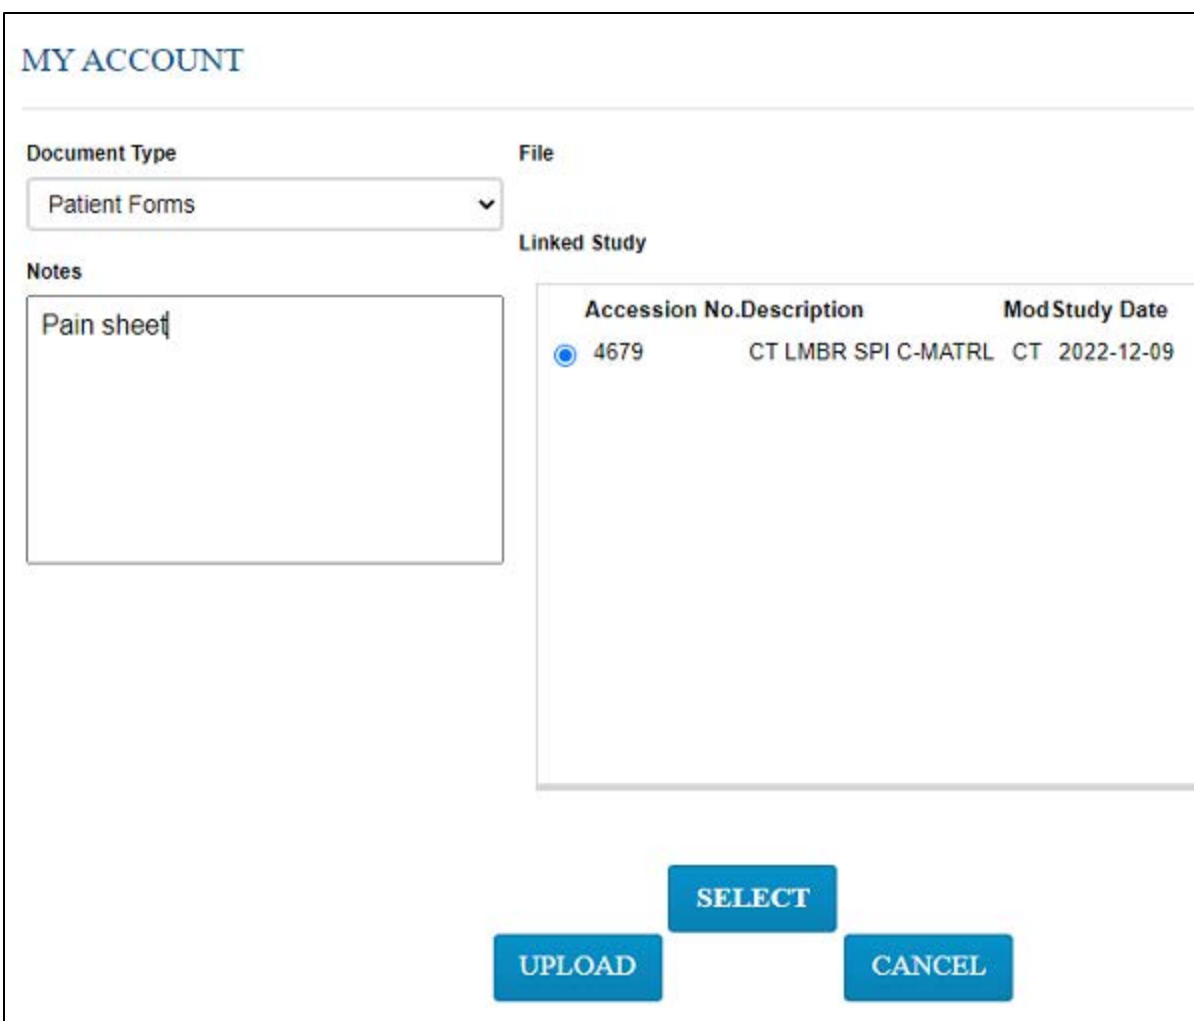 MY ACCOUNT
Document Type
Patient Forms
Notes
Pain sheet
File
Linked Study
Accession No. Description Mod Study Date
4679 CT LMBR SPI C-MATRL CT 2022-12-09
SELECT
UPLOAD
CANCEL